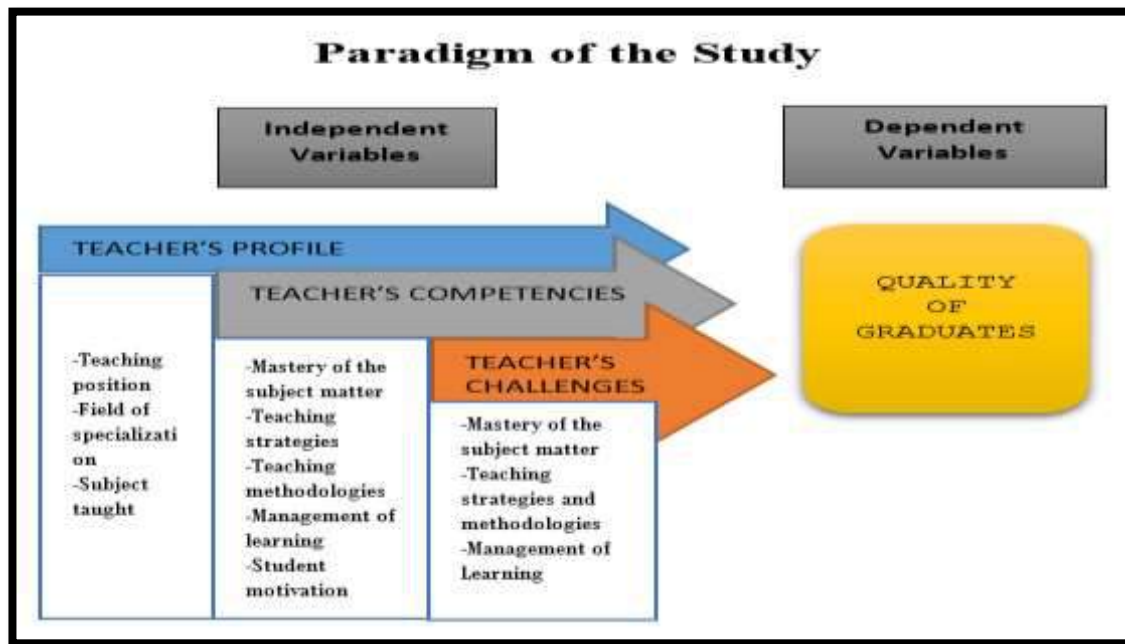 Paradigm of the Study
Independent
Variables
Dependent
Variables
TEACHER'S PROFILE
-Teaching
position
-Field of
specializati
on
-Subject
taught
TEACHER'S COMPETENCIES
-Mastery of the
subject matter
-Teaching
strategies
-Teaching
methodologies
-Management of
learning
-Student
motivation
TEACHER'S
CHALLENGES
-Mastery of the
subject matter
-Teaching
strategies and
methodologies
-Management of
Learning
QUALITY
OF
GRADUATES